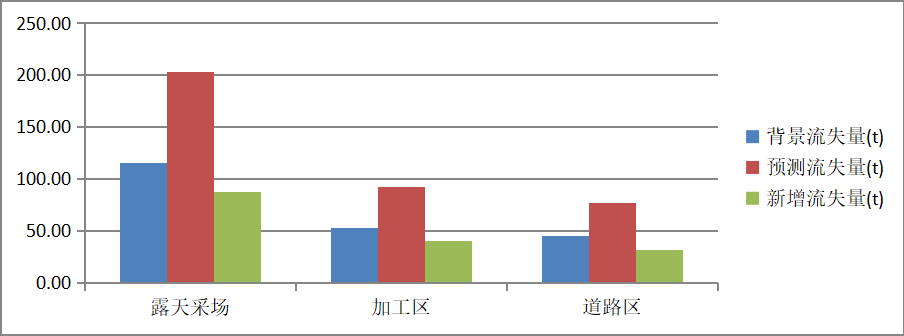 250.00
200.00
150.00
100.00
50.00
0.00
露天采场
加工区
道路区
背景流失量(t)
预测流失量(t)
新增流失量(t)